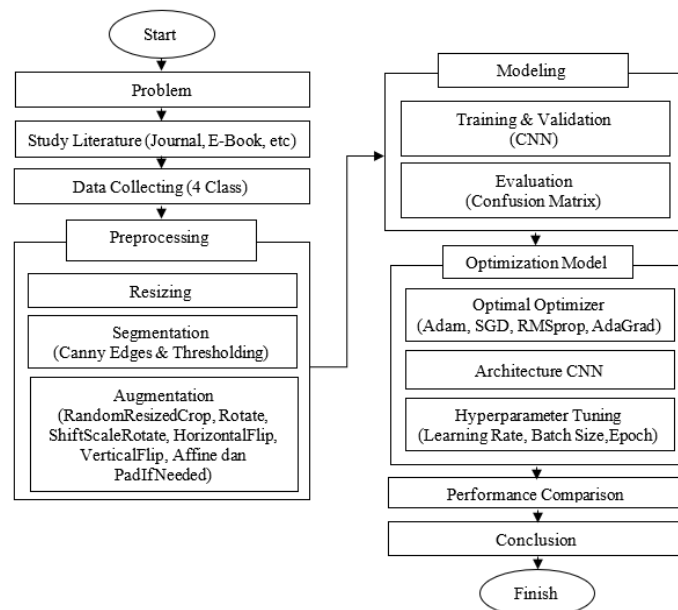 Start
Problem
Study Literature (Journal, E-Book, etc)
Data Collecting (4 Class)
Preprocessing
Resizing
Segmentation
(Canny Edges & Thresholding)
Augmentation
(RandomResizedCrop, Rotate,
ShiftScaleRotate, HorizontalFlip,
VerticalFlip, Affine dan
PadIfNeeded)
Modeling
Training & Validation
(CNN)
Evaluation
(Confusion Matrix)
Optimization Model
Optimal Optimizer
(Adam, SGD, RMSprop, AdaGrad)
Architecture CNN
Hyperparameter Tuning
(Learning Rate, Batch Size,Epoch)
Performance Comparison
Conclusion
Finish